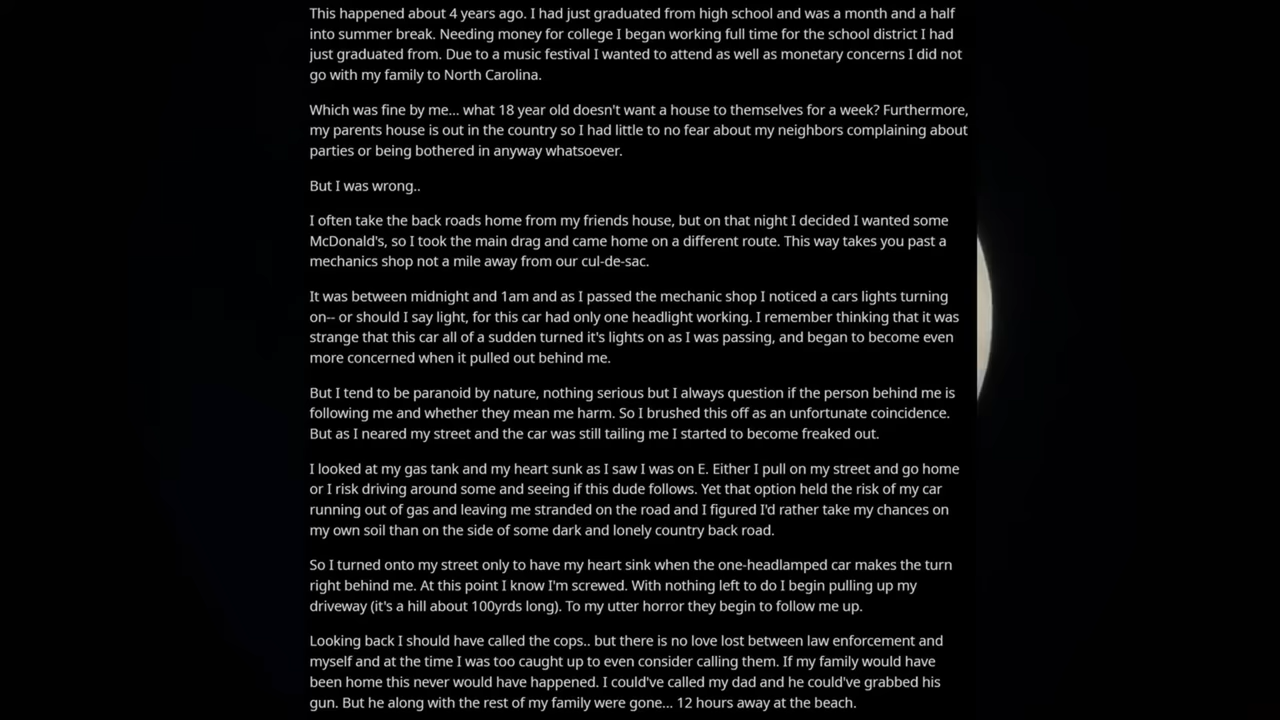 This happened about 4 years ago. I had just graduated from high school and was a month and a half
into summer break. Needing money for college I began working full time for the school district I had
just graduated from. Due to a music festival I wanted to attend as well as monetary concerns I did not
go with my family to North Carolina.
Which was fine by me... what 18 year old doesn't want a house to themselves for a week? Furthermore,
my parents house is out in the country so I had little to no fear about my neighbors complaining about
parties or being bothered in anyway whatsoever.
But I was wrong..
I often take the back roads home from my friends house, but on that night I decided I wanted some
McDonald's, so I took the main drag and came home on a different route. This way takes you past a
mechanics shop not a mile away from our cul-de-sac.
It was between midnight and 1am and as I passed the mechanic shop I noticed a cars lights turning
on-- or should I say light, for this car had only one headlight working. I remember thinking that it was
strange that this car all of a sudden turned it's lights on as I was passing, and began to become even
more concerned when it pulled out behind me.
But I tend to be paranoid by nature, nothing serious but I always question if the person behind me is
following me and whether they mean me harm. So I brushed this off as an unfortunate coincidence.
But as I neared my street and the car was still tailing me I started to become freaked out.
I looked at my gas tank and my heart sunk as I saw I was on E. Either I pull on my street and go home
or I risk driving around some and seeing if this dude follows. Yet that option held the risk of my car
running out of gas and leaving me stranded on the road and I figured I'd rather take my chances on
my own soil than on the side of some dark and lonely country back road.
So I turned onto my street only to have my heart sink when the one-headlamped car makes the turn
right behind me. At this point I know I'm screwed. With nothing left to do I begin pulling up my
driveway (it's a hill about 100yrds long). To my utter horror they begin to follow me up.
Looking back I should have called the cops.. but there is no love lost between law enforcement and
myself and at the time I was too caught up to even consider calling them. If my family would have
been home this never would have happened. I could've called my dad and he could've grabbed his
gun. But he along with the rest of my family were gone... 12 hours away at the beach.